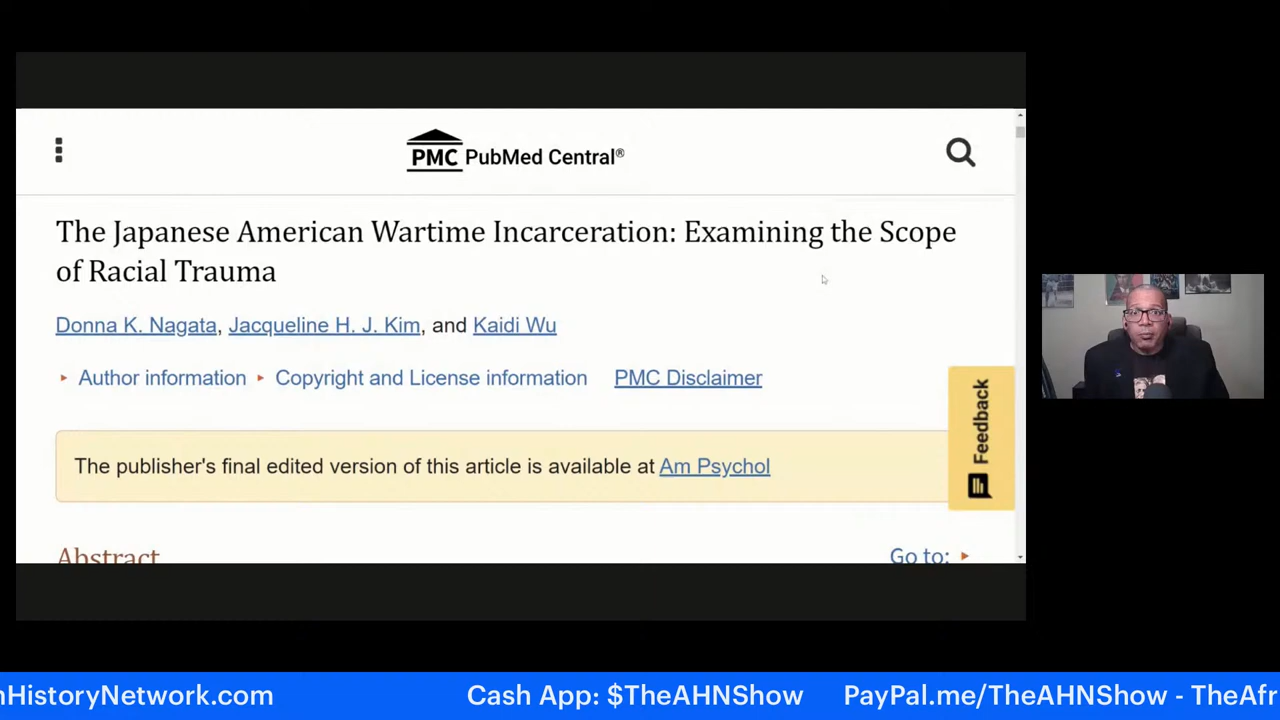 PMC PubMed Central®
The Japanese American Wartime Incarceration: Examining the Scope
of Racial Trauma
Donna K. Nagata, Jacqueline H. J. Kim, and Kaidi Wu
Author information Copyright and License information PMC Disclaimer
Feedback
The publisher's final edited version of this article is available at Am Psychol
Abstract Go to:
nHistoryNetwork.com Cash App: $TheAHNShow PayPal.me/TheAHNShow - TheAfr